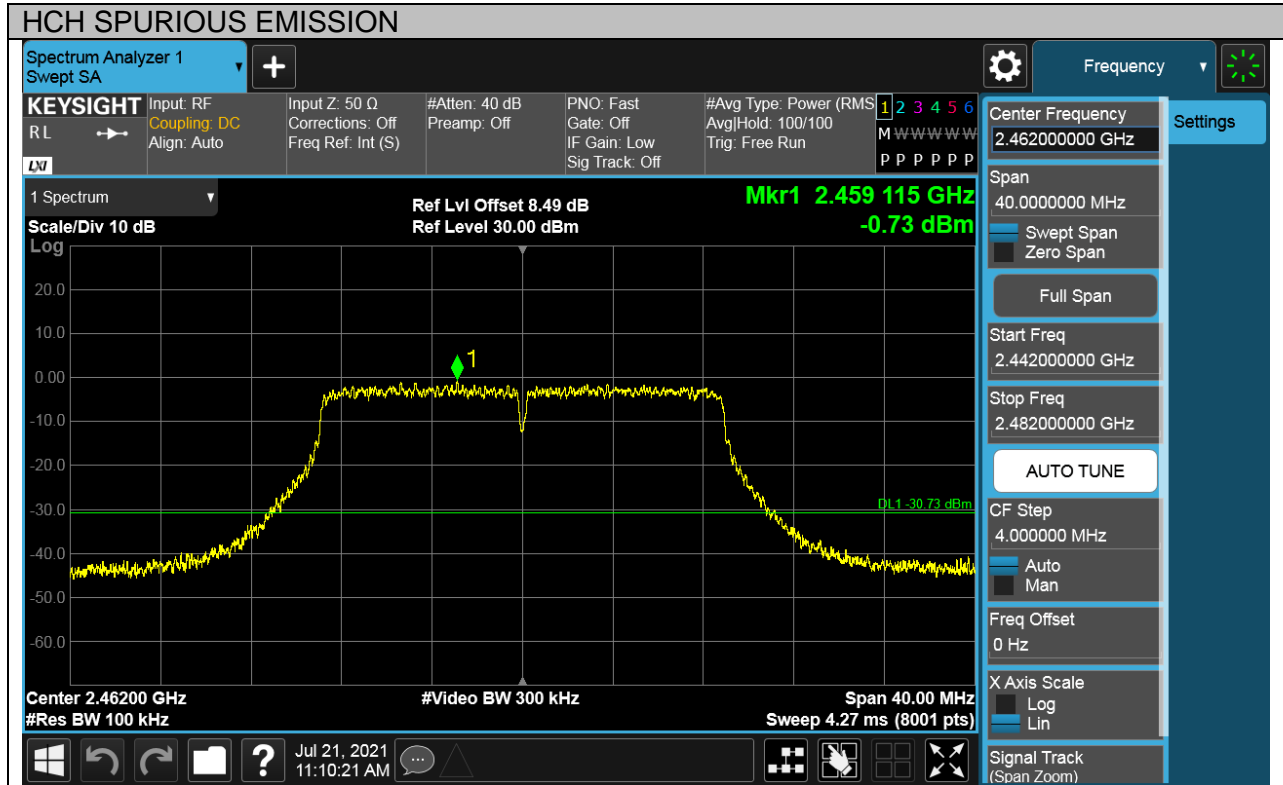 HCH SPURIOUS EMISSION
Spectrum Analyzer 1
Swept SA
Frequency
KEYSIGHT
RL
LXI
Input: RF
Coupling: DC
Align: Auto
Input Z: 50 Ω
Corrections: Off
Freq Ref: Int (S)
#Atten: 40 dB
Preamp: Off
PNO: Fast
Gate: Off
IF Gain: Low
Sig Track: Off
#Avg Type: Power (RMS
Avg|Hold: 100/100
Trig: Free Run
1 2 3 4 5 6
M W W W W W
P P P P P P
1 Spectrum
Scale/Div 10 dB
Log
Ref Lvl Offset 8.49 dB
Ref Level 30.00 dBm
Mkr1 2.459 115 GHz
-0.73 dBm
20.0
10.0
0.00
-10.0
-20.0
-30.0
-40.0
-50.0
-60.0
1
DL1 -30.73 dBm
Center 2.46200 GHz
#Res BW 100 kHz
#Video BW 300 kHz
Span 40.00 MHz
Sweep 4.27 ms (8001 pts)
Center Frequency
2.462000000 GHz
Settings
Span
40.0000000 MHz
Swept Span
Zero Span
Full Span
Start Freq
2.442000000 GHz
Stop Freq
2.482000000 GHz
AUTO TUNE
CF Step
4.000000 MHz
Auto
Man
Freq Offset
0 Hz
X Axis Scale
Log
Lin
Signal Track
(Span Zoom)
?
Jul 21, 2021
11:10:21 AM